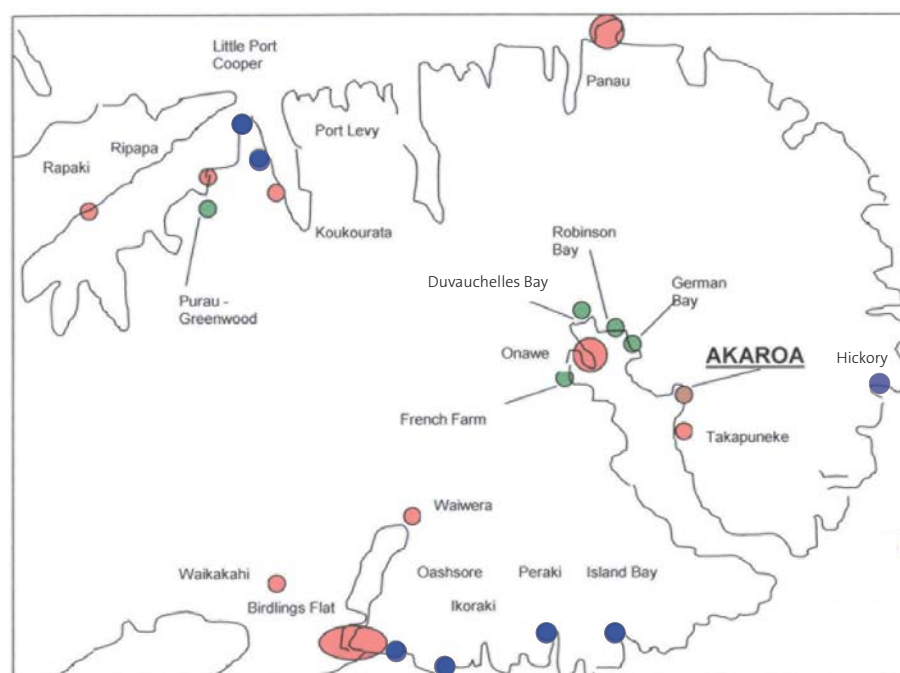 Little Port
Cooper
Panau
Port Levy
Ripapa
Rapaki
Koukourata
Robinson
Bay
Duvauchelles Bay
German
Bay
Purau -
Greenwood
Onawe
AKAROA
Hickory
French Farm
Takapuneke
Waiwera
Waikakahi
Oashsore
Peraki
Island Bay
Birdlings Flat
Ikoraki